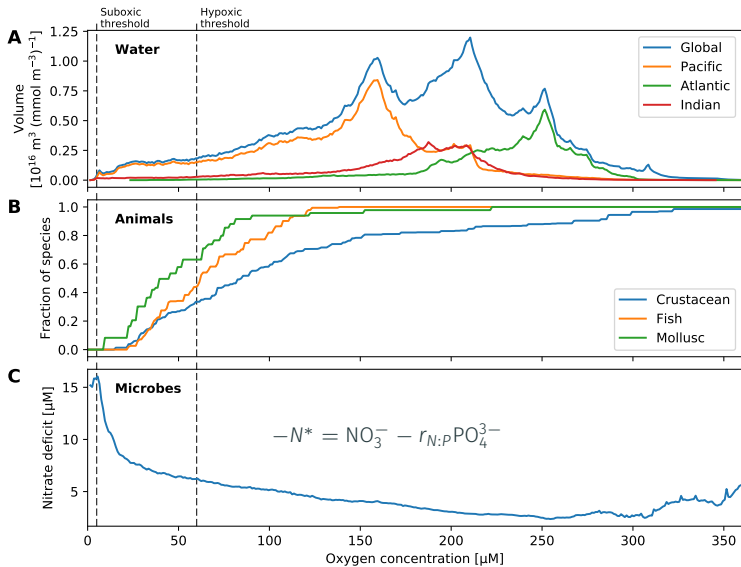 Suboxic
threshold
Hypoxic
threshold
A
Water
Volume
[10¹⁶ m³ (mmol m⁻³)⁻¹)]
1.25
1.00
0.75
0.50
0.25
0.00
Global
Pacific
Atlantic
Indian
B
Animals
Fraction of species
1.0
0.8
0.6
0.4
0.2
0.0
Crustacean
Fish
Mollusc
C
Microbes
Nitrate deficit [μM]
15
10
5
−N* = NO₃⁻ − r_{N:P}PO₄³⁻
0 50 100 150 200 250 300 350
Oxygen concentration [μM]